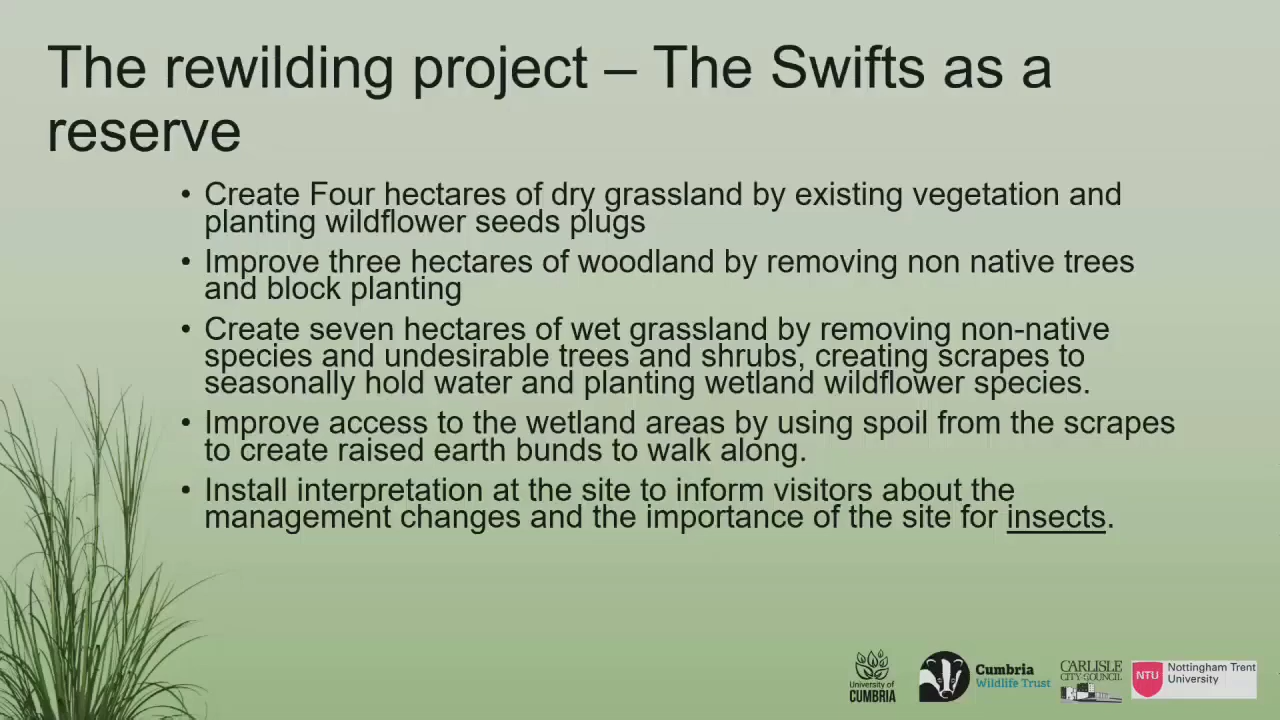 The rewilding project – The Swifts as a
reserve
• Create Four hectares of dry grassland by existing vegetation and
planting wildflower seeds plugs
• Improve three hectares of woodland by removing non native trees
and block planting
• Create seven hectares of wet grassland by removing non-native
species and undesirable trees and shrubs, creating scrapes to
seasonally hold water and planting wetland wildflower species.
• Improve access to the wetland areas by using spoil from the scrapes
to create raised earth bunds to walk along.
• Install interpretation at the site to inform visitors about the
management changes and the importance of the site for insects.
University of
CUMBRIA
Cumbria
Wildlife Trust
CARLISLE
CITY COUNCIL
NTU
Nottingham Trent
University